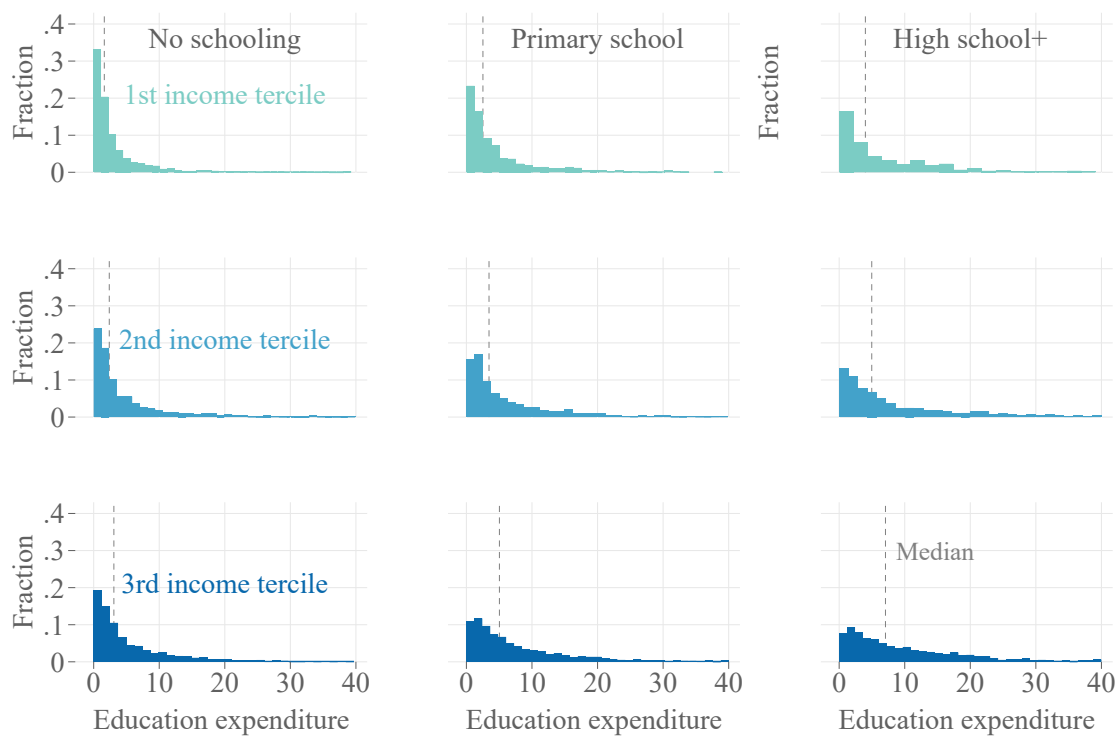 .4
.3
.2
.1
0
Fraction
No schooling
1st income tercile
Primary school
Fraction
High school+
.4
.3
.2
.1
0
Fraction
2nd income tercile
.4
.3
.2
.1
0
Fraction
3rd income tercile
Median
0 10 20 30 40
0 10 20 30 40
0 10 20 30 40
Education expenditure
Education expenditure
Education expenditure